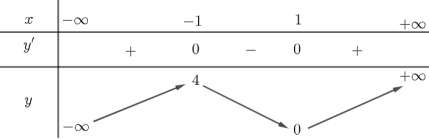 x −∞ −1 1 +∞
y′ + 0 − 0 +
4 +∞
y
−∞ 0